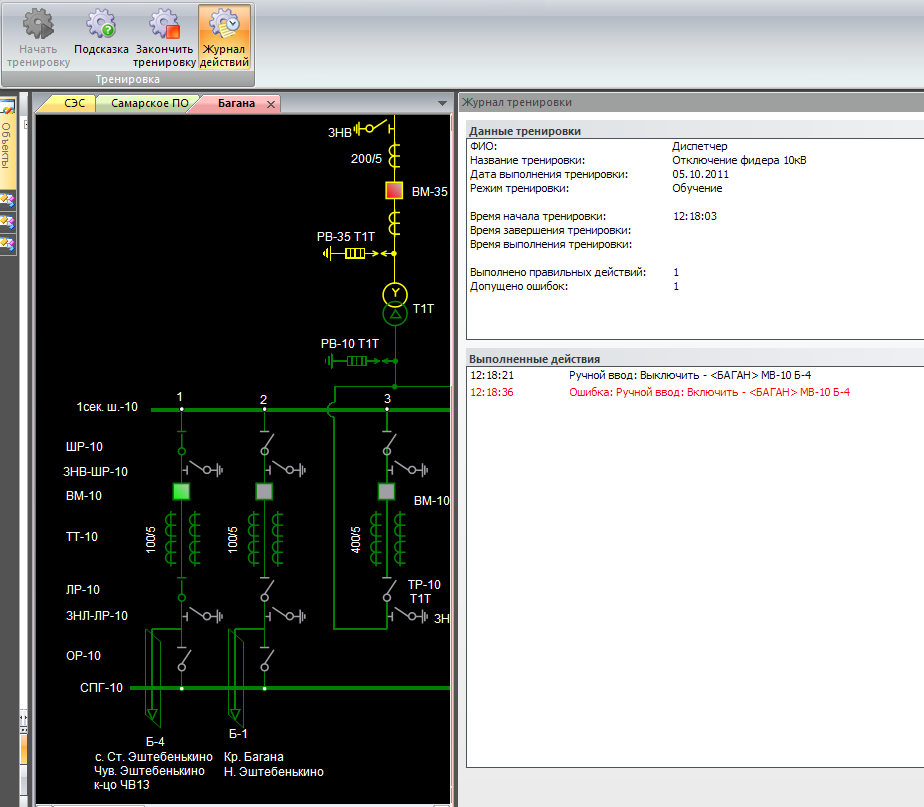 Начать тренировку
Подсказка
Закончить тренировку
Журнал действий
Тренировка
Объекты
СЭС
Самарское ПО
Багана
ЗНВ
200/5
ВМ-35
РВ-35 Т1Т
Т1Т
РВ-10 Т1Т
1 2 3
1сек. ш.-10
ШР-10
ЗНВ-ШР-10
ВМ-10
ВМ-10
ТТ-10
100/5
100/5
400/5
ЛР-10
ТР-10
Т1Т
ЗНЛ-ЛР-10
ЗН
ОР-10
СПГ-10
Б-4
с. Ст. Эштебенькино
Чув. Эштебенькино
к-цо ЧВ13
Б-1
Кр. Багана
Н. Эштебенькино
Журнал тренировки
Данные тренировки
ФИО: Диспетчер
Название тренировки: Отключение фидера 10кВ
Дата выполнения тренировки: 05.10.2011
Режим тренировки: Обучение
Время начала тренировки: 12:18:03
Время завершения тренировки:
Время выполнения тренировки:
Выполнено правильных действий: 1
Допущено ошибок: 1
Выполненные действия
12:18:21 Ручной ввод: Выключить - <БАГАН> МВ-10 Б-4
12:18:36 Ошибка: Ручной ввод: Включить - <БАГАН> МВ-10 Б-4